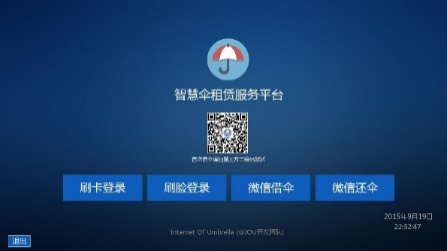 智慧伞租赁服务平台
刷卡登录
刷脸登录
微信借伞
微信还伞
2015年9月19日
22:32:47
Internet Of Umbrella (@IOU开发团队)
退出